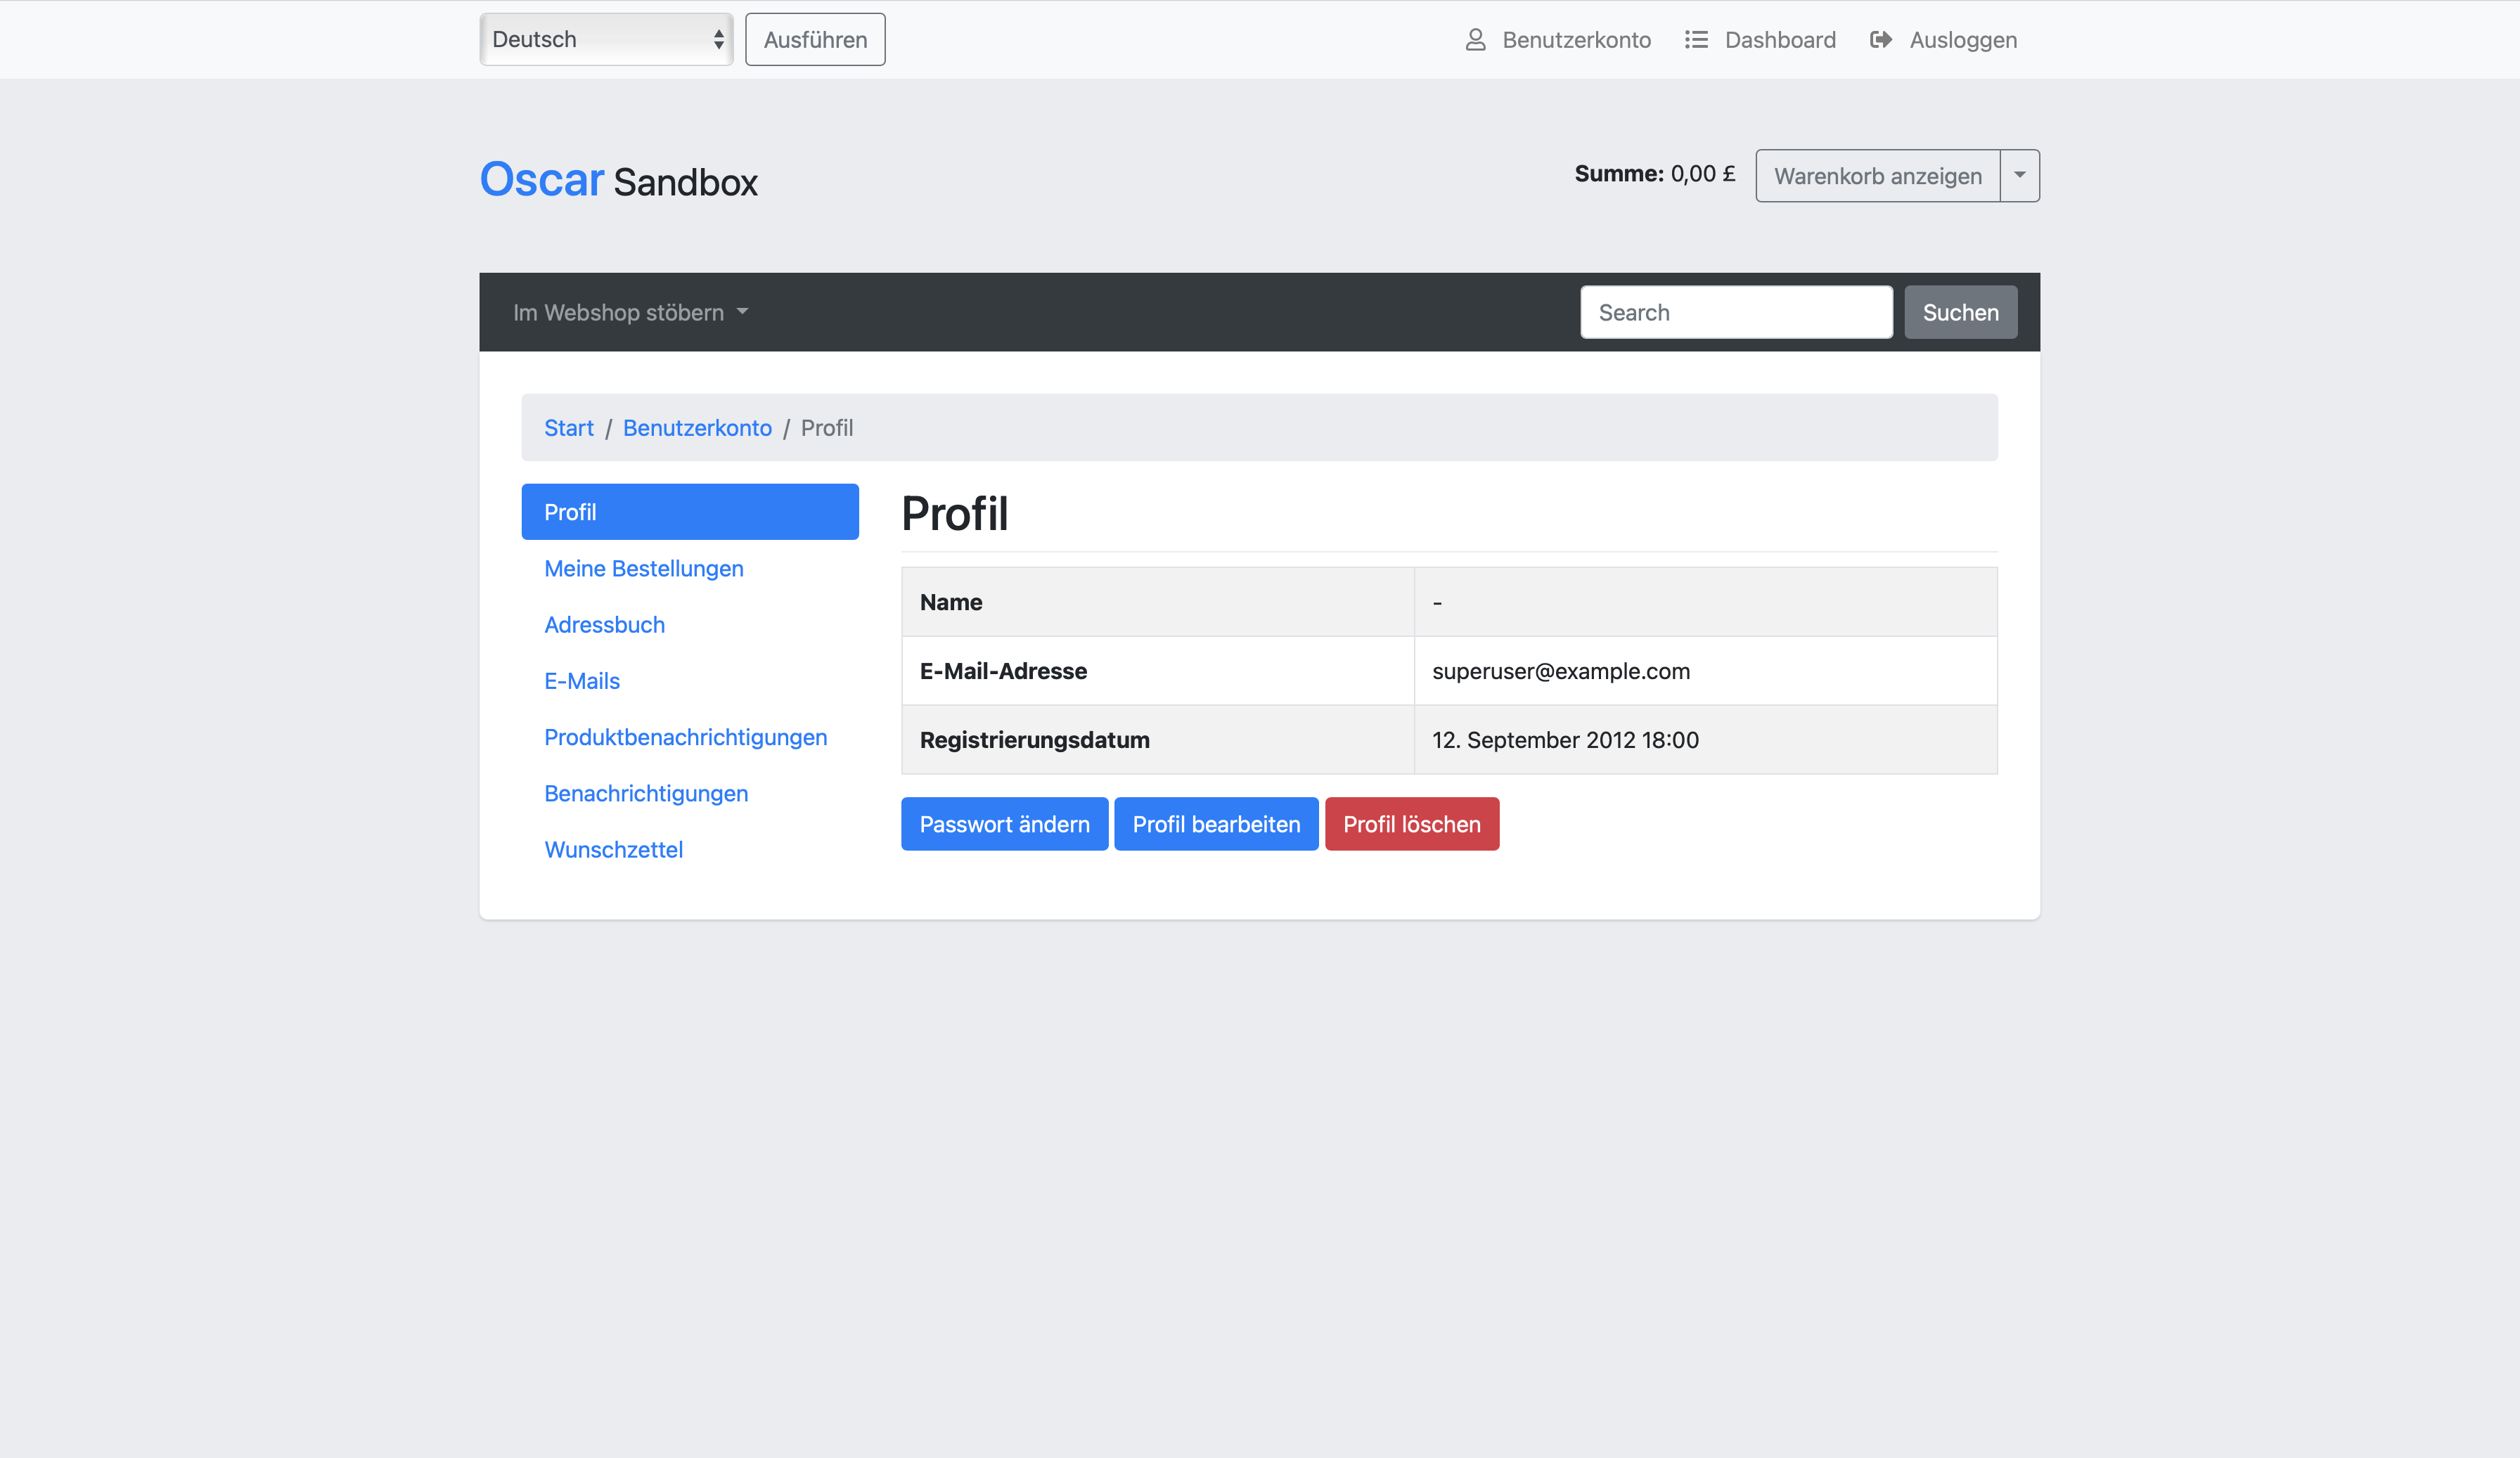 Deutsch Ausführen Benutzerkonto Dashboard Ausloggen
Oscar Sandbox Summe: 0,00 £ Warenkorb anzeigen
Im Webshop stöbern Search Suchen
Start / Benutzerkonto / Profil
Profil
Meine Bestellungen
Adressbuch
E-Mails
Produktbenachrichtigungen
Benachrichtigungen
Wunschzettel
Profil
Name -
E-Mail-Adresse superuser@example.com
Registrierungsdatum 12. September 2012 18:00
Passwort ändern Profil bearbeiten Profil löschen